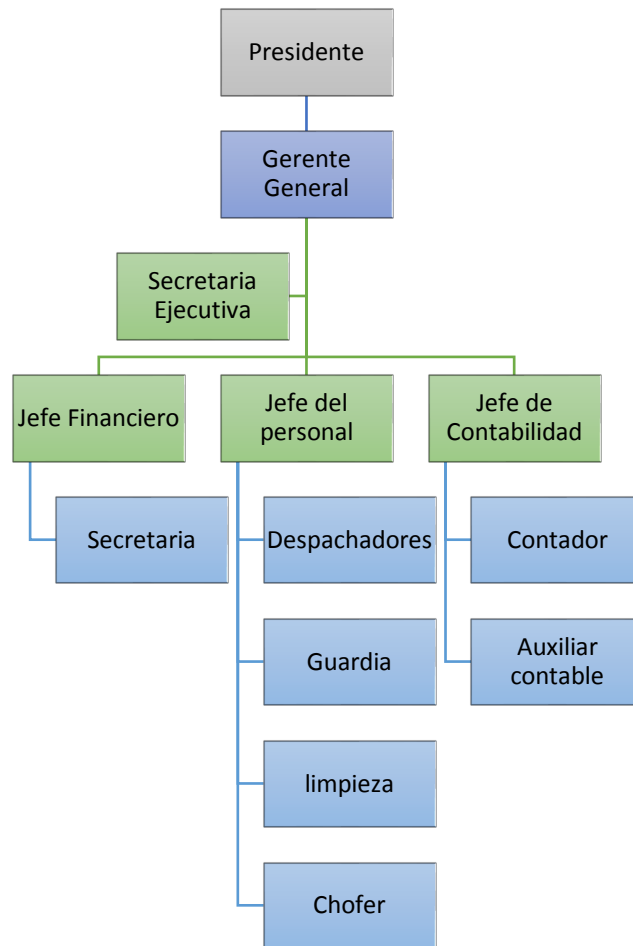 Presidente
Gerente
General
Secretaria
Ejecutiva
Jefe Financiero
Jefe del
personal
Jefe de
Contabilidad
Secretaria
Despachadores
Contador
Guardia
Auxiliar
contable
limpieza
Chofer